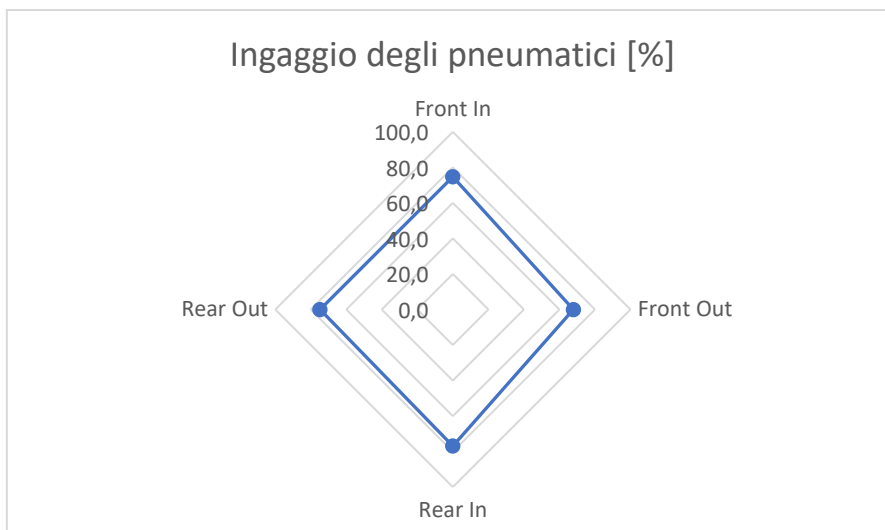 Ingaggio degli pneumatici [%]
Front In
100,0
80,0
60,0
40,0
20,0
0,0
Rear Out
Front Out
Rear In